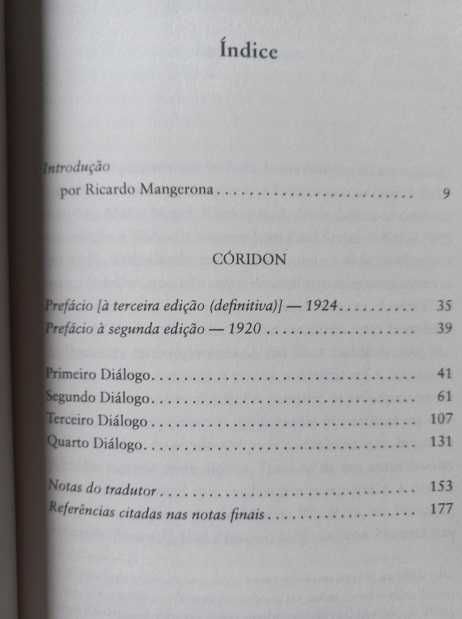 Índice
Introdução
por Ricardo Mangerona........................ 9
CÓRIDON
Prefácio [à terceira edição (definitiva)] — 1924.......... 35
Prefácio à segunda edição — 1920.................. 39
Primeiro Diálogo............................... 41
Segundo Diálogo............................... 61
Terceiro Diálogo............................... 107
Quarto Diálogo................................ 131
Notas do tradutor.............................. 153
Referências citadas nas notas finais................. 177